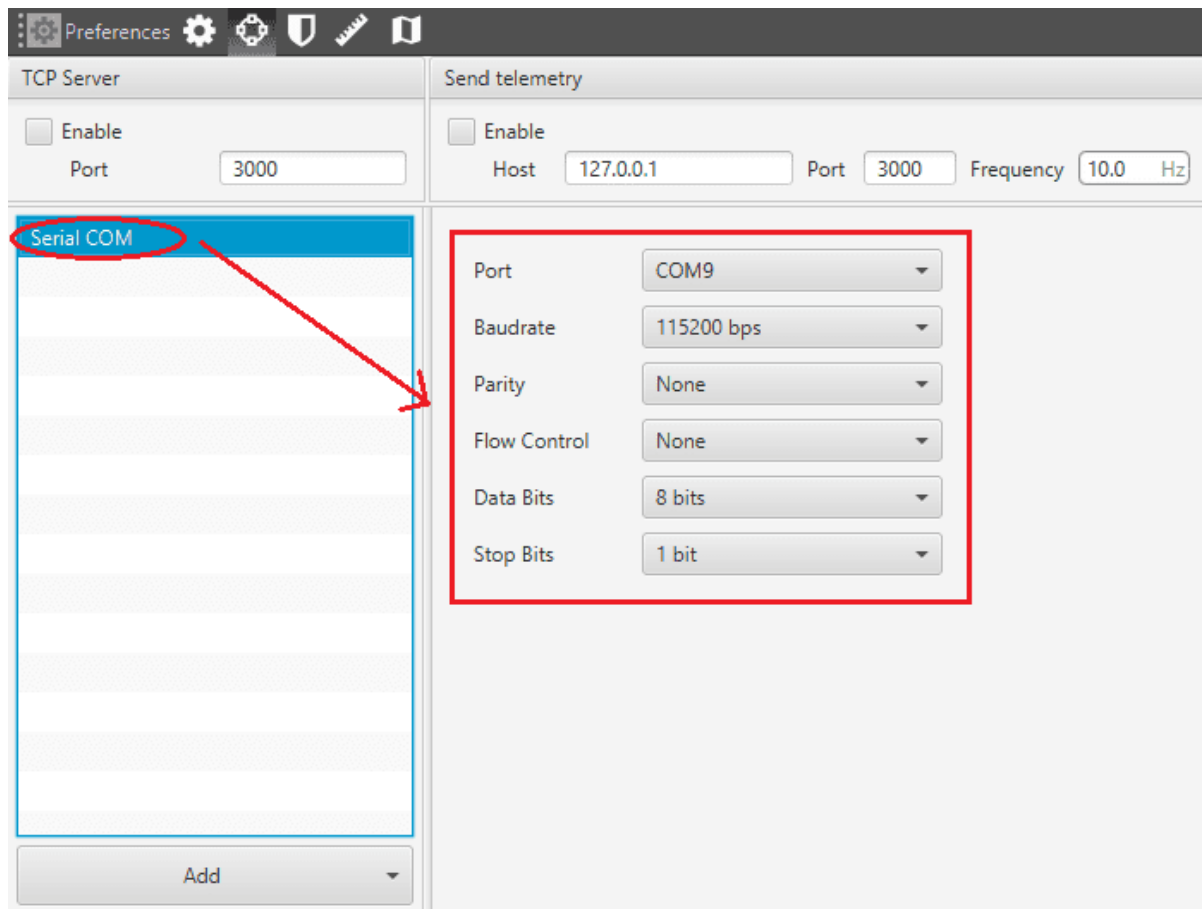 Preferences
TCP Server
Enable
Port 3000
Send telemetry
Enable
Host 127.0.0.1 Port 3000 Frequency 10.0 Hz
Serial COM
Add
Port COM9
Baudrate 115200 bps
Parity None
Flow Control None
Data Bits 8 bits
Stop Bits 1 bit